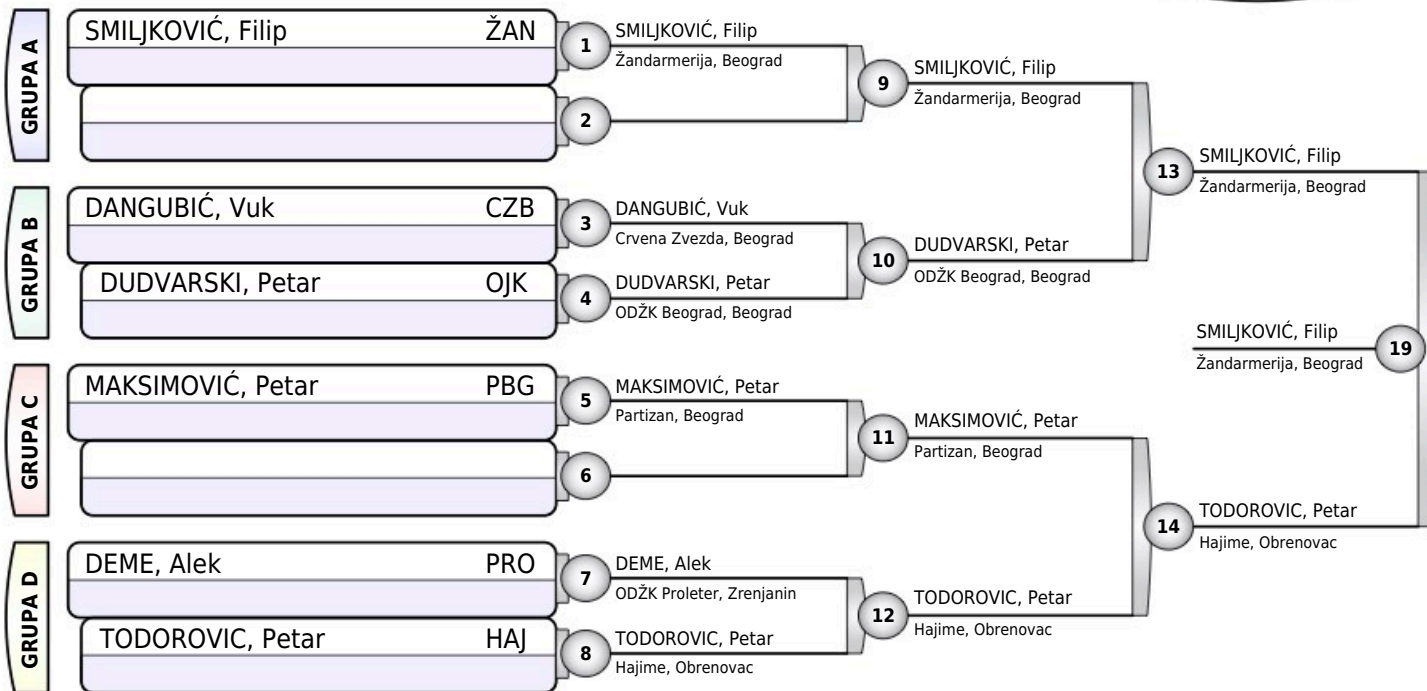 GRUPA A
SMILJKOVIĆ, Filip ŽAN
1
SMILJKOVIĆ, Filip
Žandarmerija, Beograd
2
9
SMILJKOVIĆ, Filip
Žandarmerija, Beograd
GRUPA B
DANGUBIĆ, Vuk CZB
3
DANGUBIĆ, Vuk
Crvena Zvezda, Beograd
DUDVARSKI, Petar OJK
4
DUDVARSKI, Petar
ODŽK Beograd, Beograd
10
DUDVARSKI, Petar
ODŽK Beograd, Beograd
13
SMILJKOVIĆ, Filip
Žandarmerija, Beograd
GRUPA C
MAKSIMOVIĆ, Petar PBG
5
MAKSIMOVIĆ, Petar
Partizan, Beograd
6
11
MAKSIMOVIĆ, Petar
Partizan, Beograd
GRUPA D
DEME, Alek PRO
7
DEME, Alek
ODŽK Proleter, Zrenjanin
TODOROVIC, Petar HAJ
8
TODOROVIC, Petar
Hajime, Obrenovac
12
TODOROVIC, Petar
Hajime, Obrenovac
14
TODOROVIC, Petar
Hajime, Obrenovac
SMILJKOVIĆ, Filip
Žandarmerija, Beograd
19